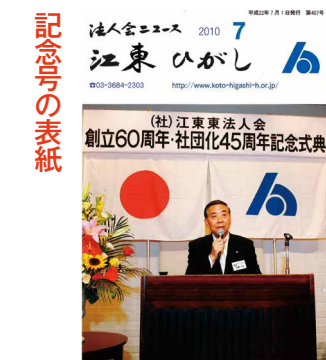 記念号の表紙
平成22年7月1日発行 第407号
法人会ニュース 2010 7
江東 ひがし
☎03-3684-2303 http://www.koto-higashi-h.or.jp/
(社)江東東法人会
創立60周年・社団化45周年記念式典